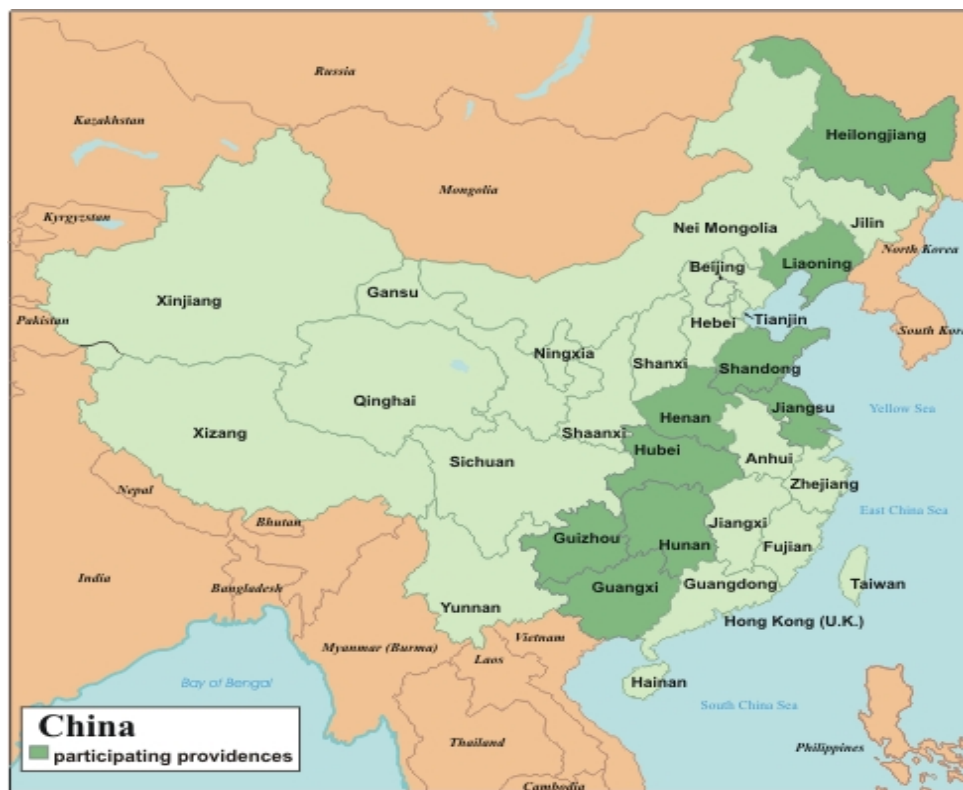 Russia
Kazakhstan
Heilongjiang
Mongolia
Kyrgyzstan
Jilin
Nei Mongolia
North Korea
Beijing
Liaoning
Gansu
Xinjiang
Pakistan
Tianjin
Hebei
South Kor
Ningxia
Shanxi
Shandong
Qinghai
Jiangsu
Yellow Sea
Henan
Xizang
Shaanxi
Hubei
Anhui
Sichuan
Zhejiang
Nepal
East China Sea
Bhutan
Jiangxi
Guizhou
Hunan
Fujian
India
Bangladesh
Guangxi
Guangdong
Taiwan
Yunnan
Hong Kong (U.K.)
Vietnam
Myanmar (Burma)
Laos
Bay of Bengal
Hainan
South China Sea
China
participating providences
Thailand
Philippines
Cambodia